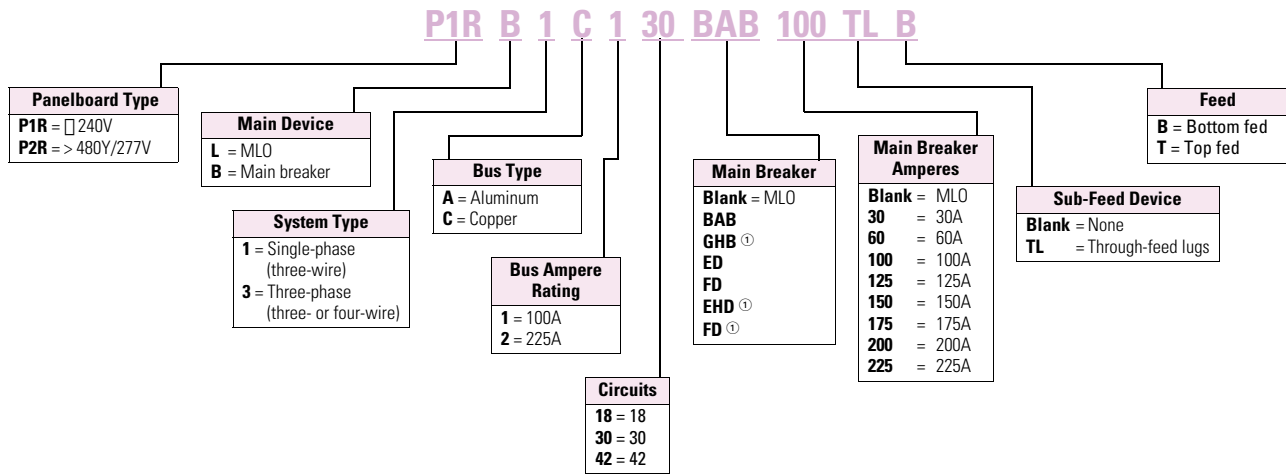 P1R B 1 C 1 30 BAB 100 TL B
Panelboard Type
P1R = 240V
P2R = > 480Y/277V
Main Device
L = MLO
B = Main breaker
System Type
1 = Single-phase
(three-wire)
3 = Three-phase
(three- or four-wire)
Bus Type
A = Aluminum
C = Copper
Bus Ampere
Rating
1 = 100A
2 = 225A
Circuits
18 = 18
30 = 30
42 = 42
Main Breaker
Blank = MLO
BAB
GHB ①
ED
FD
EHD ①
FD ①
Main Breaker
Amperes
Blank = MLO
30 = 30A
60 = 60A
100 = 100A
125 = 125A
150 = 150A
175 = 175A
200 = 200A
225 = 225A
Sub-Feed Device
Blank = None
TL = Through-feed lugs
Feed
B = Bottom fed
T = Top fed